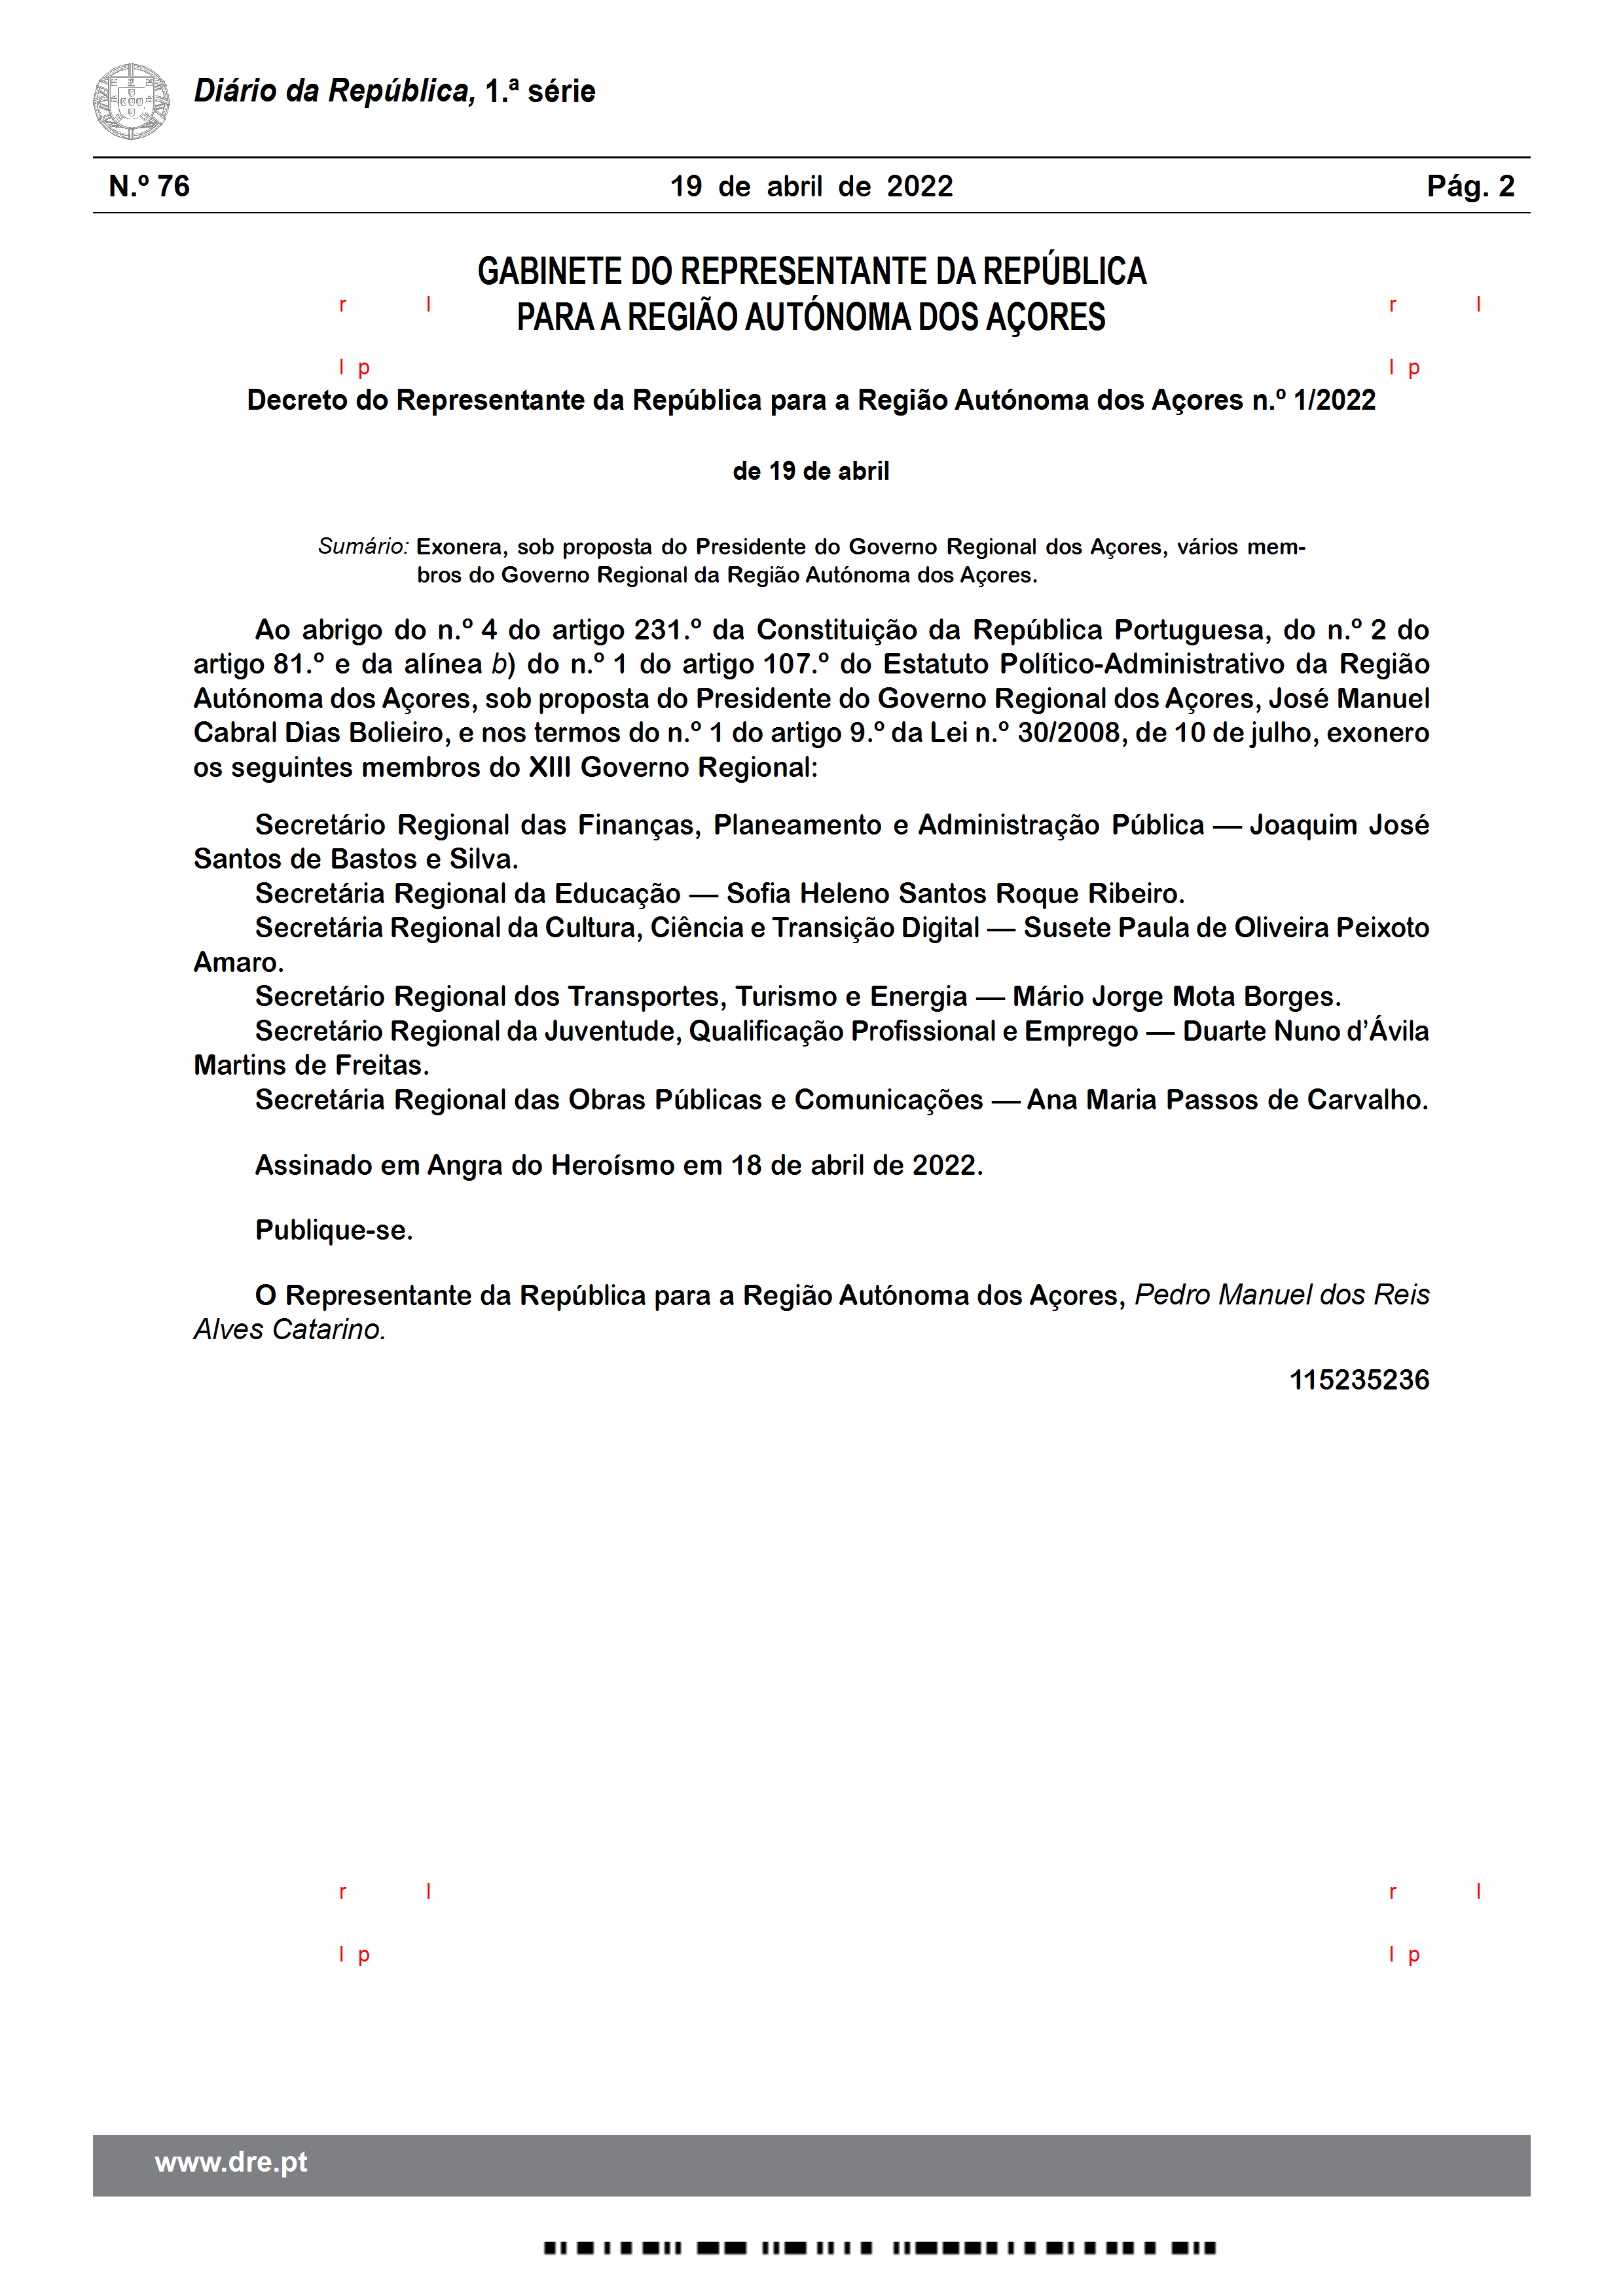 Diário da República, 1.ª série
N.º 76 19 de abril de 2022 Pág. 2
GABINETE DO REPRESENTANTE DA REPÚBLICA
PARA A REGIÃO AUTÓNOMA DOS AÇORES
r l r l
l p l p
Decreto do Representante da República para a Região Autónoma dos Açores n.º 1/2022
de 19 de abril
Sumário: Exonera, sob proposta do Presidente do Governo Regional dos Açores, vários mem-
bros do Governo Regional da Região Autónoma dos Açores.
Ao abrigo do n.º 4 do artigo 231.º da Constituição da República Portuguesa, do n.º 2 do
artigo 81.º e da alínea b) do n.º 1 do artigo 107.º do Estatuto Político-Administrativo da Região
Autónoma dos Açores, sob proposta do Presidente do Governo Regional dos Açores, José Manuel
Cabral Dias Bolieiro, e nos termos do n.º 1 do artigo 9.º da Lei n.º 30/2008, de 10 de julho, exonero
os seguintes membros do XIII Governo Regional:
Secretário Regional das Finanças, Planeamento e Administração Pública — Joaquim José
Santos de Bastos e Silva.
Secretária Regional da Educação — Sofia Heleno Santos Roque Ribeiro.
Secretária Regional da Cultura, Ciência e Transição Digital — Susete Paula de Oliveira Peixoto
Amaro.
Secretário Regional dos Transportes, Turismo e Energia — Mário Jorge Mota Borges.
Secretário Regional da Juventude, Qualificação Profissional e Emprego — Duarte Nuno d’Ávila
Martins de Freitas.
Secretária Regional das Obras Públicas e Comunicações — Ana Maria Passos de Carvalho.
Assinado em Angra do Heroísmo em 18 de abril de 2022.
Publique-se.
O Representante da República para a Região Autónoma dos Açores, Pedro Manuel dos Reis
Alves Catarino.
115235236
r l r l
l p l p
www.dre.pt